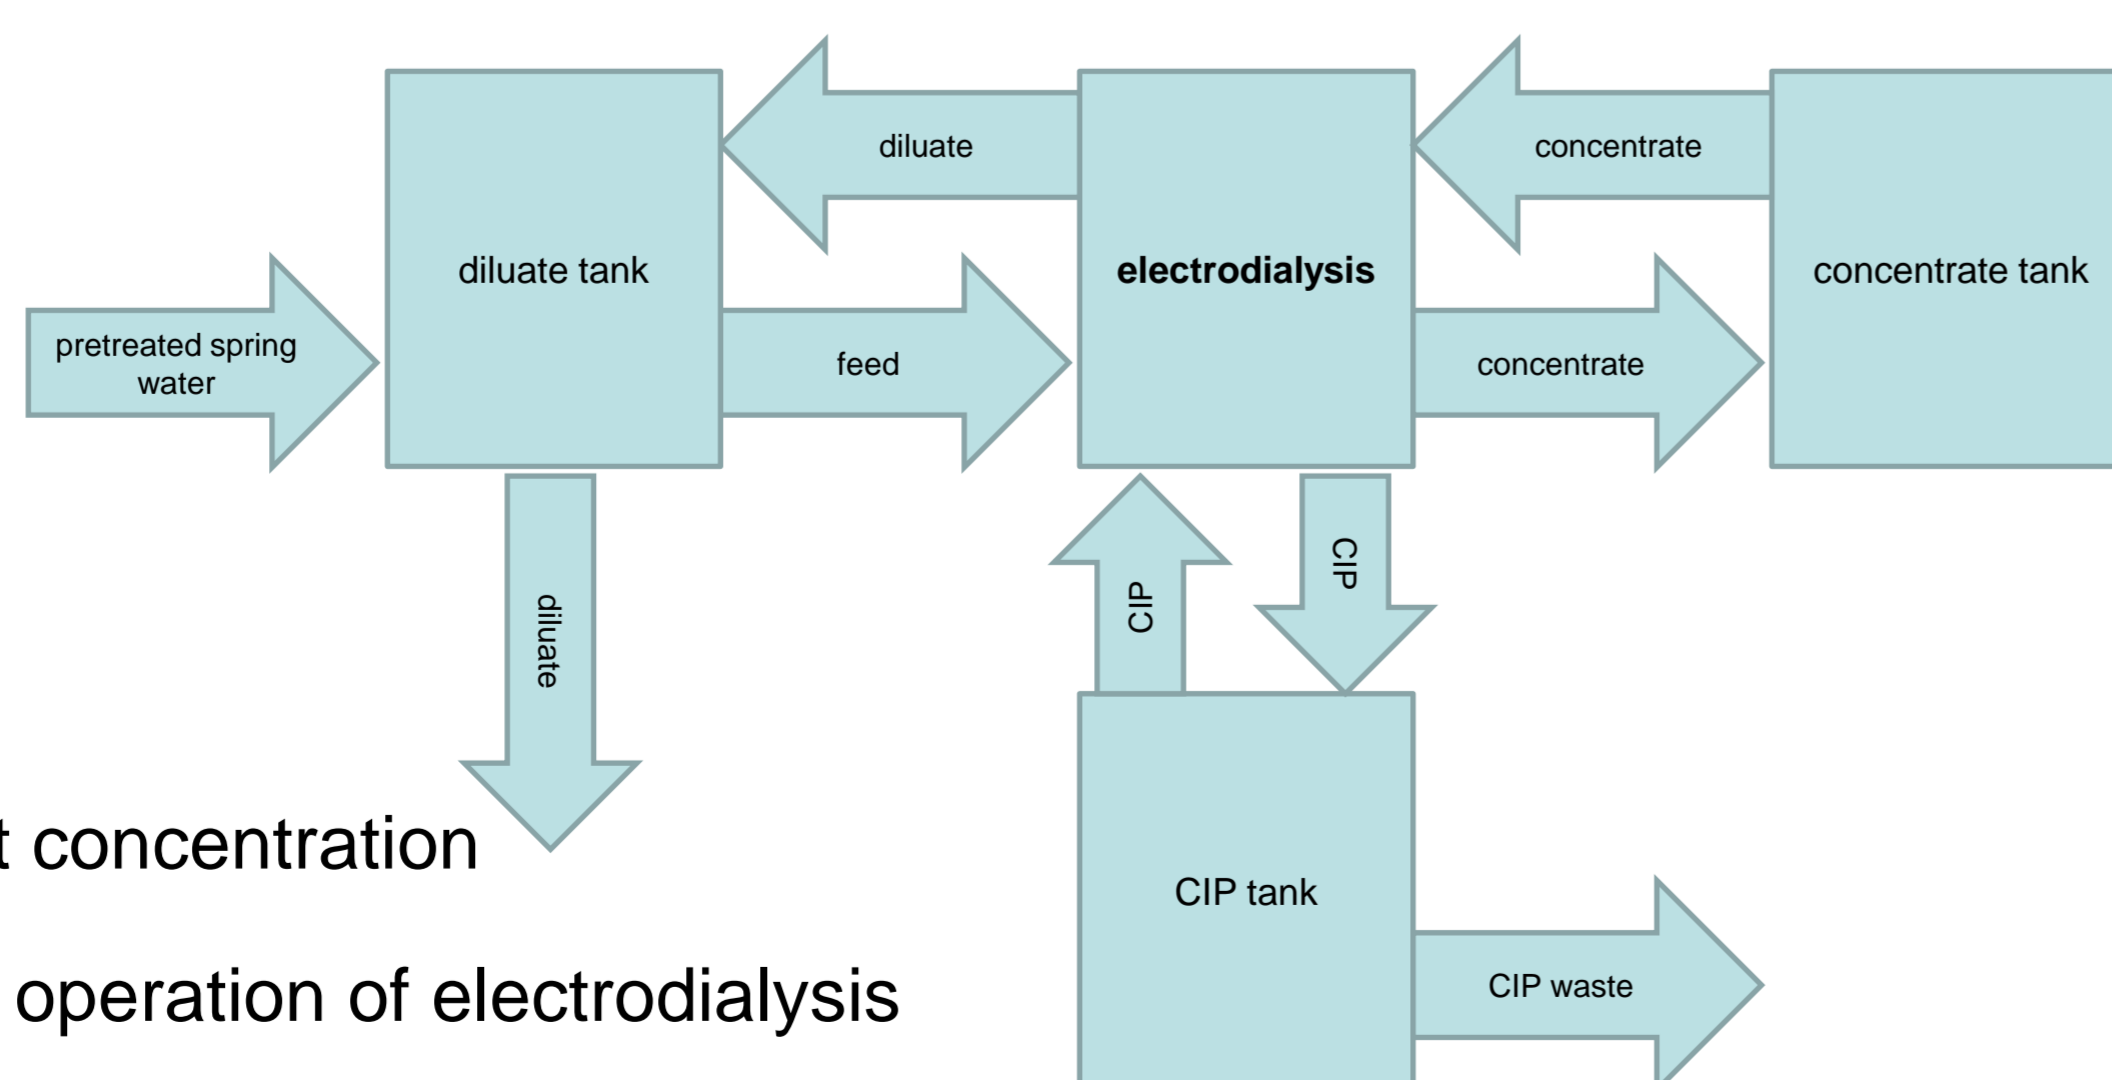 diluate
concentrate
diluate tank
electrodialysis
concentrate tank
pretreated spring
water
feed
concentrate
diluate
CIP
CIP
concentration
CIP tank
operation of electrodialysis
CIP waste